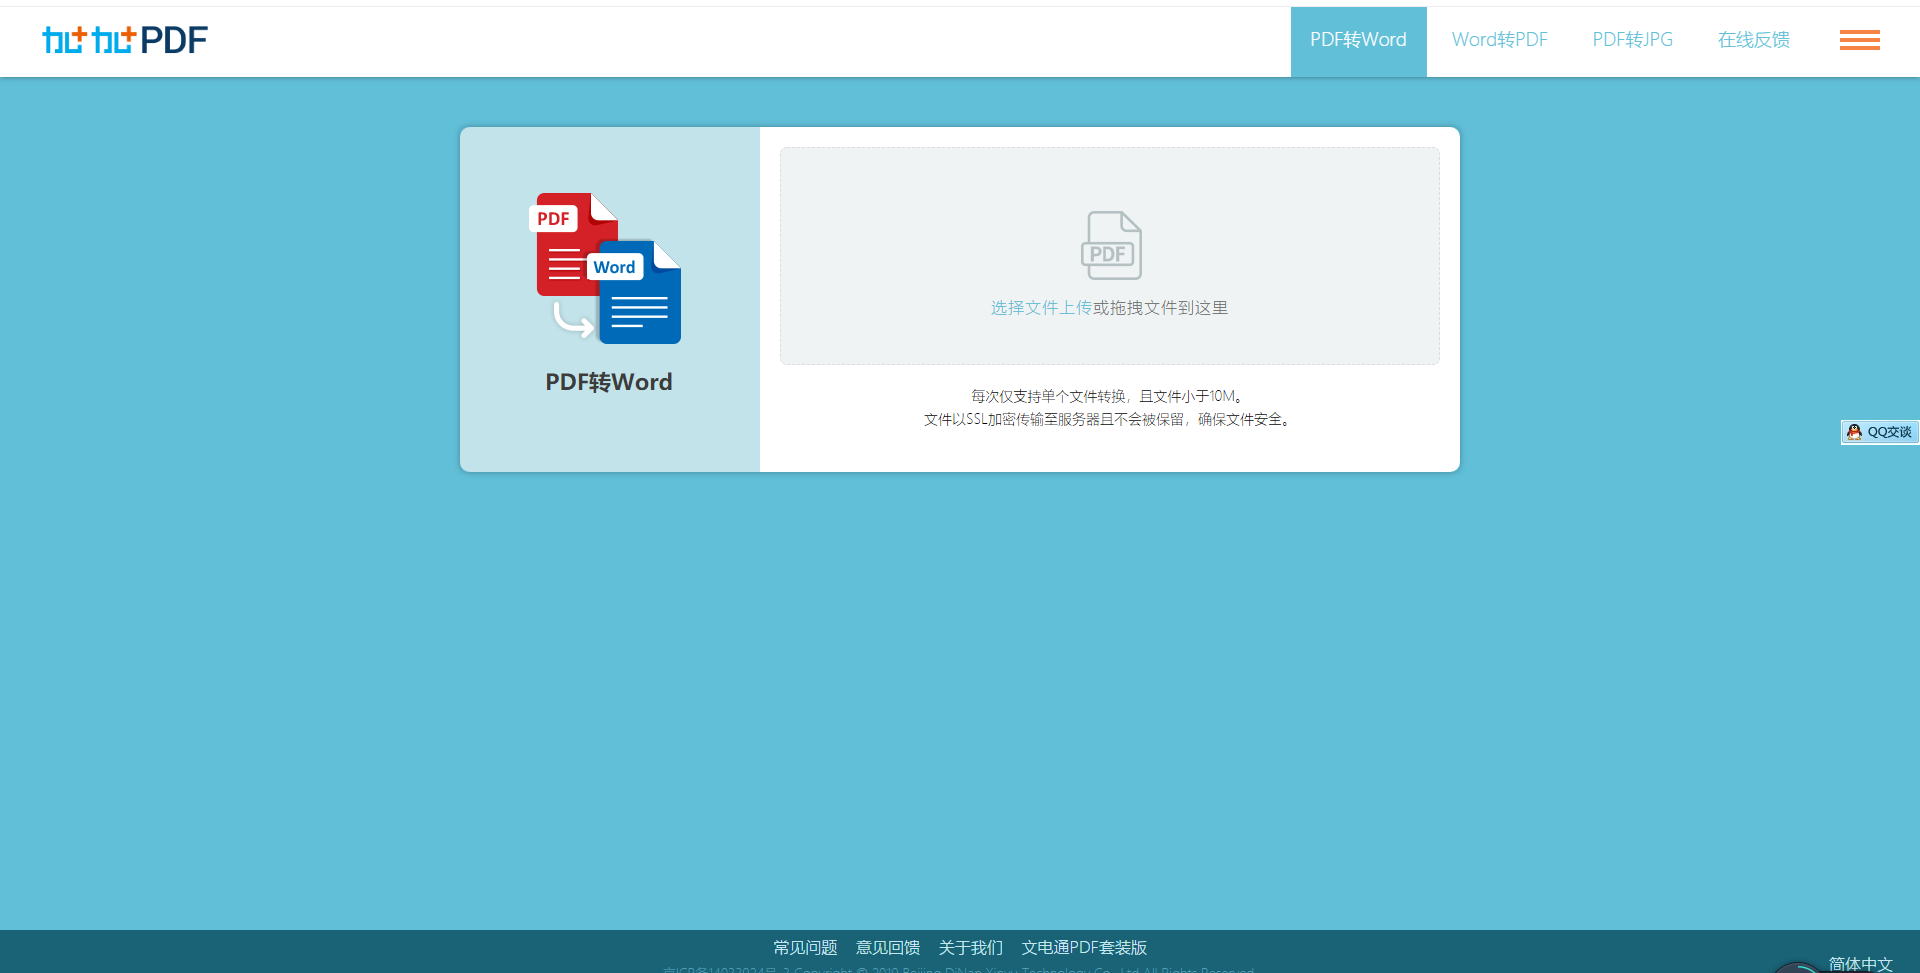 加加PDF
PDF转Word
Word转PDF
PDF转JPG
在线反馈
PDF
Word
PDF转Word
PDF
选择文件上传或拖拽文件到这里
每次仅支持单个文件转换，且文件小于10M。
文件以SSL加密传输至服务器且不会被保留，确保文件安全。
QQ交谈
常见问题 意见回馈 关于我们 文电通PDF套装版
简体中文